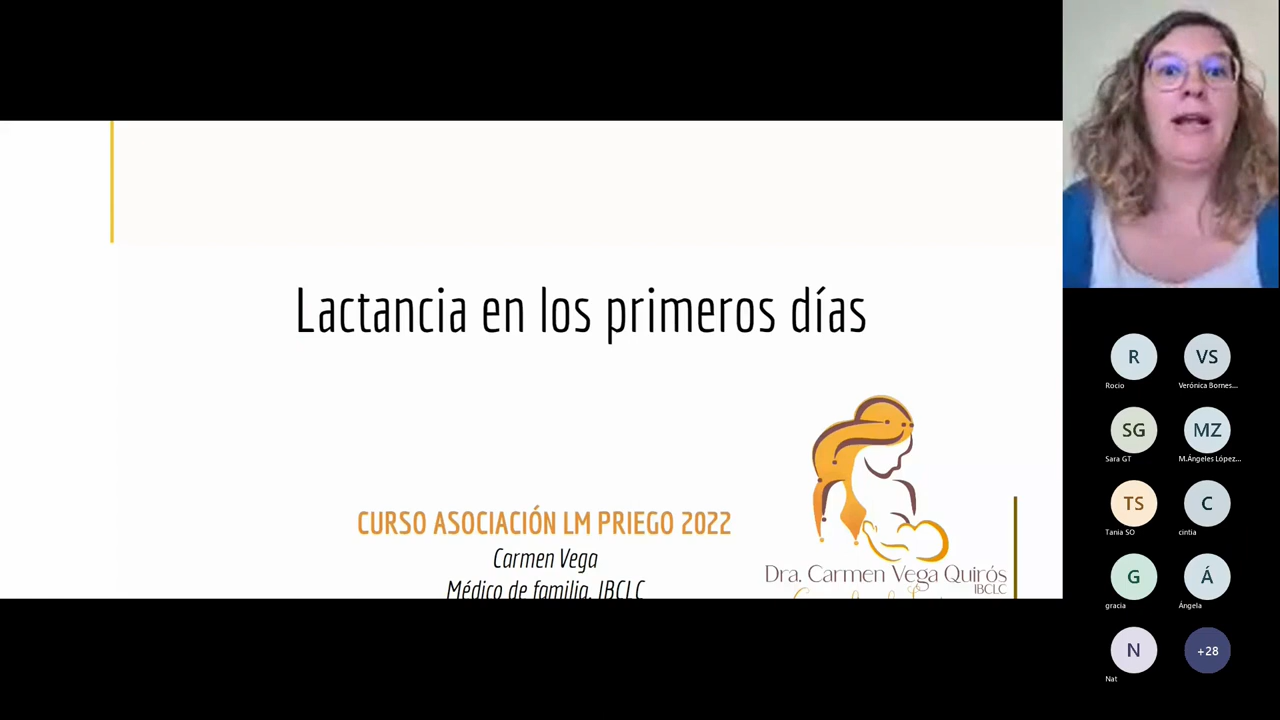 Lactancia en los primeros días
CURSO ASOCIACIÓN LM PRIEGO 2022
Carmen Vega
Médico de familia. IBCLC
Dra. Carmen Vega Quirós
IBCLC
R
Rocio
VS
Verónica Bornes...
SG
Sara GT
MZ
M.Ángeles López...
TS
Tania SO
C
cintia
G
gracia
Á
Ángela
N
Nat
+28